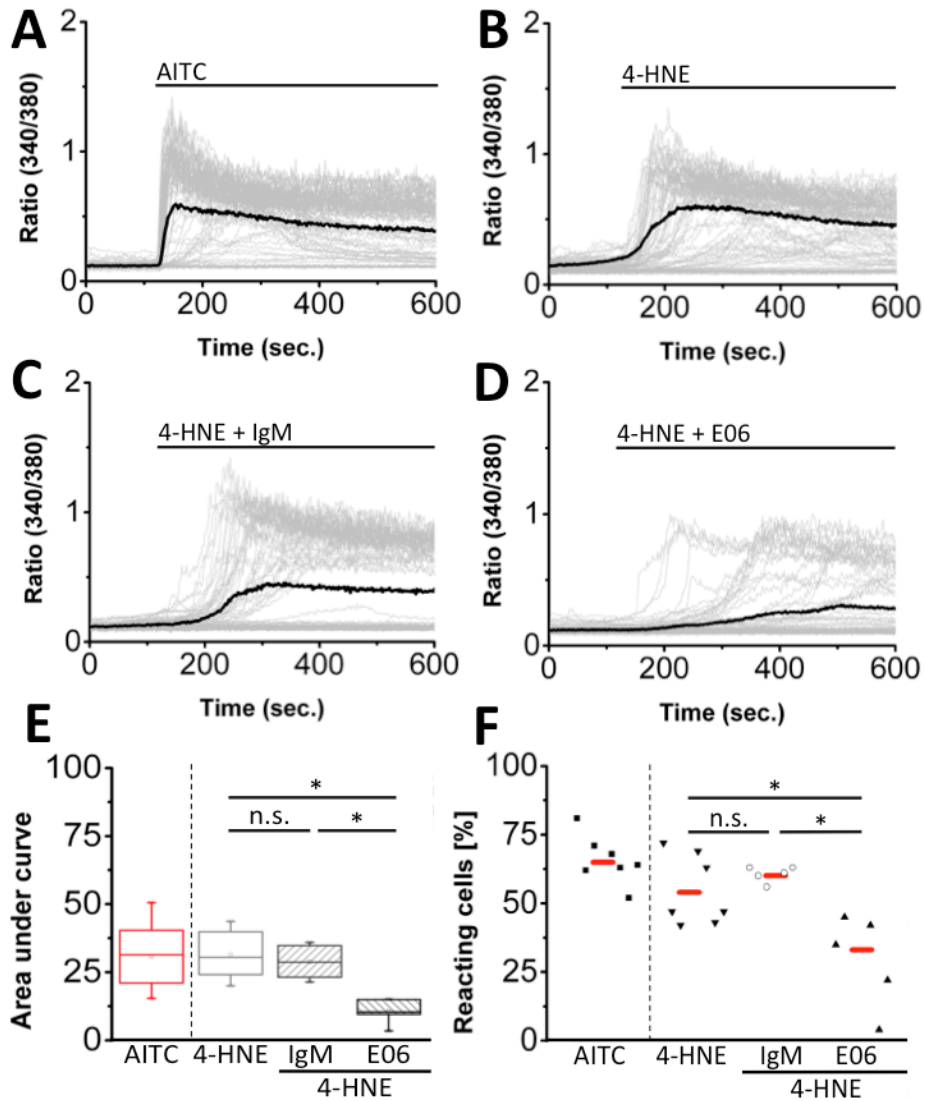 A
2
1
0
Ratio (340/380)
AITC
0 200 400 600
Time (sec.)
B
2
1
0
Ratio (340/380)
4-HNE
0 200 400 600
Time (sec.)
C
2
1
0
Ratio (340/380)
4-HNE + IgM
0 200 400 600
Time (sec.)
D
2
1
0
Ratio (340/380)
4-HNE + E06
0 200 400 600
Time (sec.)
E
100
75
50
25
0
Area under curve
*
n.s. *
AITC 4-HNE IgM E06
4-HNE
F
100
75
50
25
0
Reacting cells [%]
*
n.s. *
AITC 4-HNE IgM E06
4-HNE